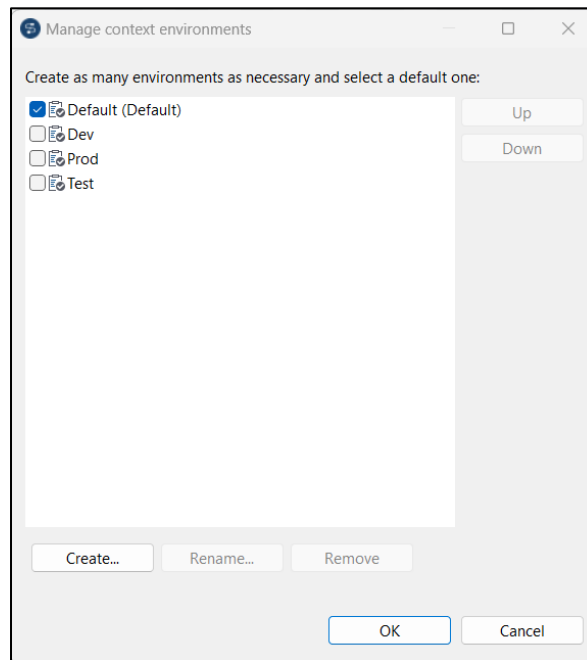 Manage context environments
Create as many environments as necessary and select a default one:
Default (Default)
Up
Dev
Down
Prod
Test
Create...
Rename...
Remove
OK
Cancel